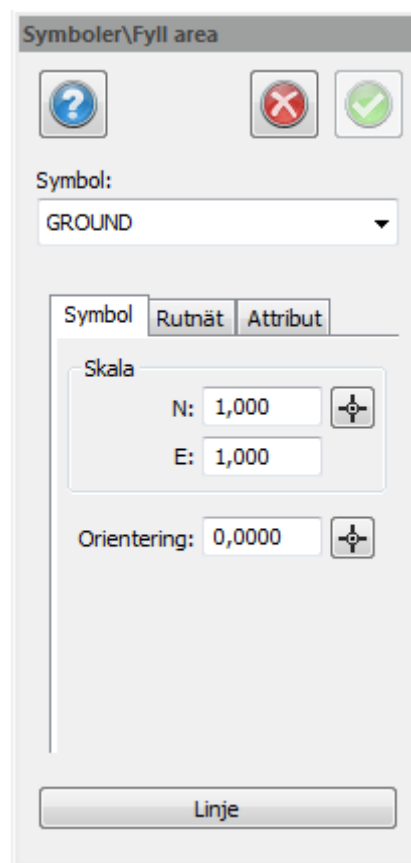 Symboler\Fyll area
Symbol:
GROUND
Symbol Rutnät Attribut
Skala
N: 1,000
E: 1,000
Orientering: 0,0000
Linje